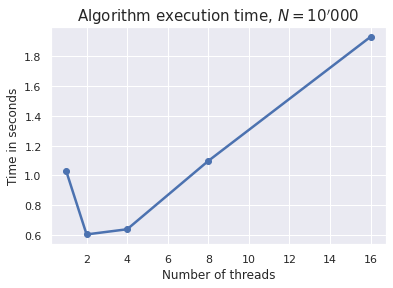 Algorithm execution time, N = 10′000
Time in seconds
1.8
1.6
1.4
1.2
1.0
0.8
0.6
2 4 6 8 10 12 14 16
Number of threads